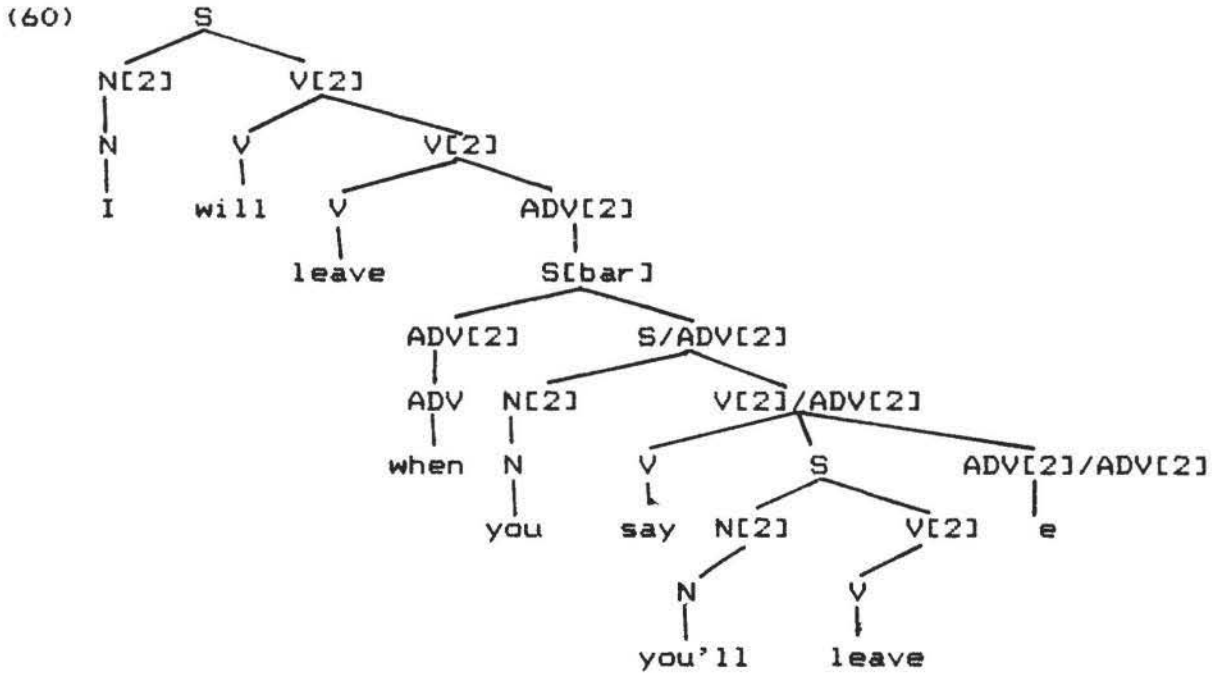 (60) S
N[2] V[2]
N V V[2]
I will V ADV[2]
leave S[bar]
ADV[2] S/ADV[2]
ADV N[2] V[2]/ADV[2]
when N V S ADV[2]/ADV[2]
you say N[2] V[2] e
N V
you'll leave